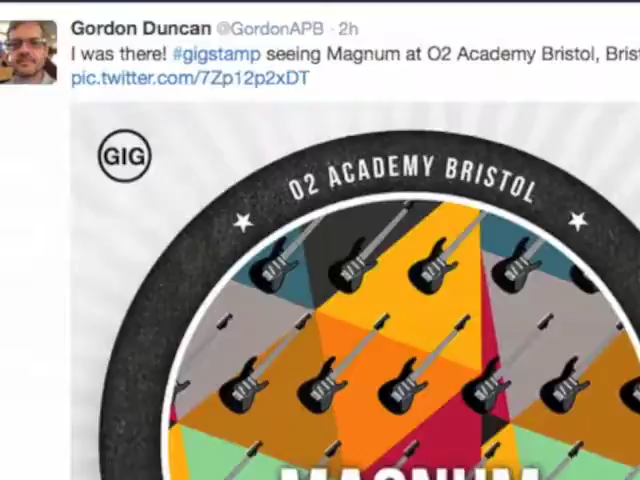 Gordon Duncan @GordonAPB · 2h
I was there! #gigstamp seeing Magnum at O2 Academy Bristol, Brist
pic.twitter.com/7Zp12p2xDT
GIG
O2 ACADEMY BRISTOL
MAGNUM